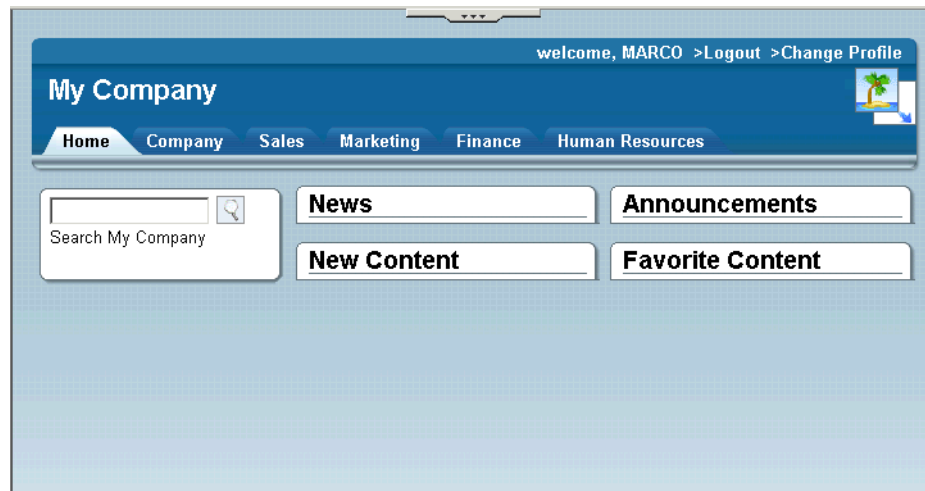 welcome, MARCO >Logout >Change Profile
My Company
Home Company Sales Marketing Finance Human Resources
News
Announcements
Search My Company
New Content
Favorite Content